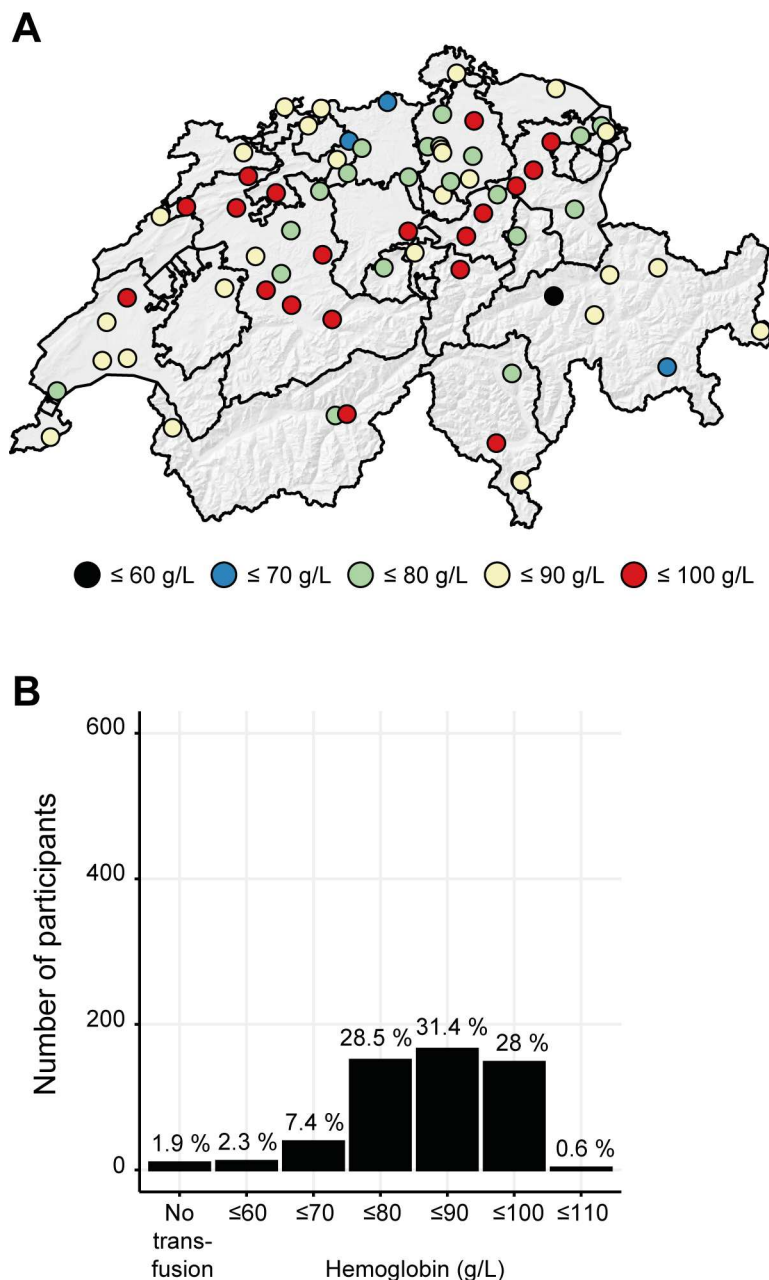 A
≤ 60 g/L ≤ 70 g/L ≤ 80 g/L ≤ 90 g/L ≤ 100 g/L
B
Number of participants
600
400
200
0
1.9 % 2.3 % 7.4 % 28.5 % 31.4 % 28 % 0.6 %
No trans- fusion ≤60 ≤70 ≤80 ≤90 ≤100 ≤110
Hemoglobin (g/L)